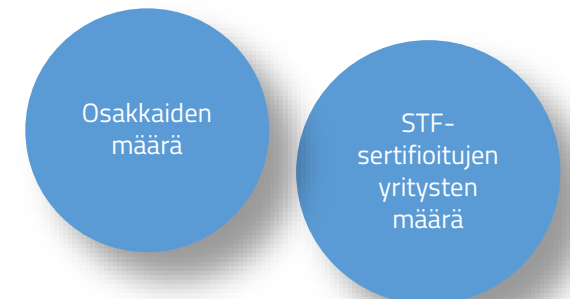 Osakkaiden
määrä
STF-
sertifioitujen
yritysten
määrä